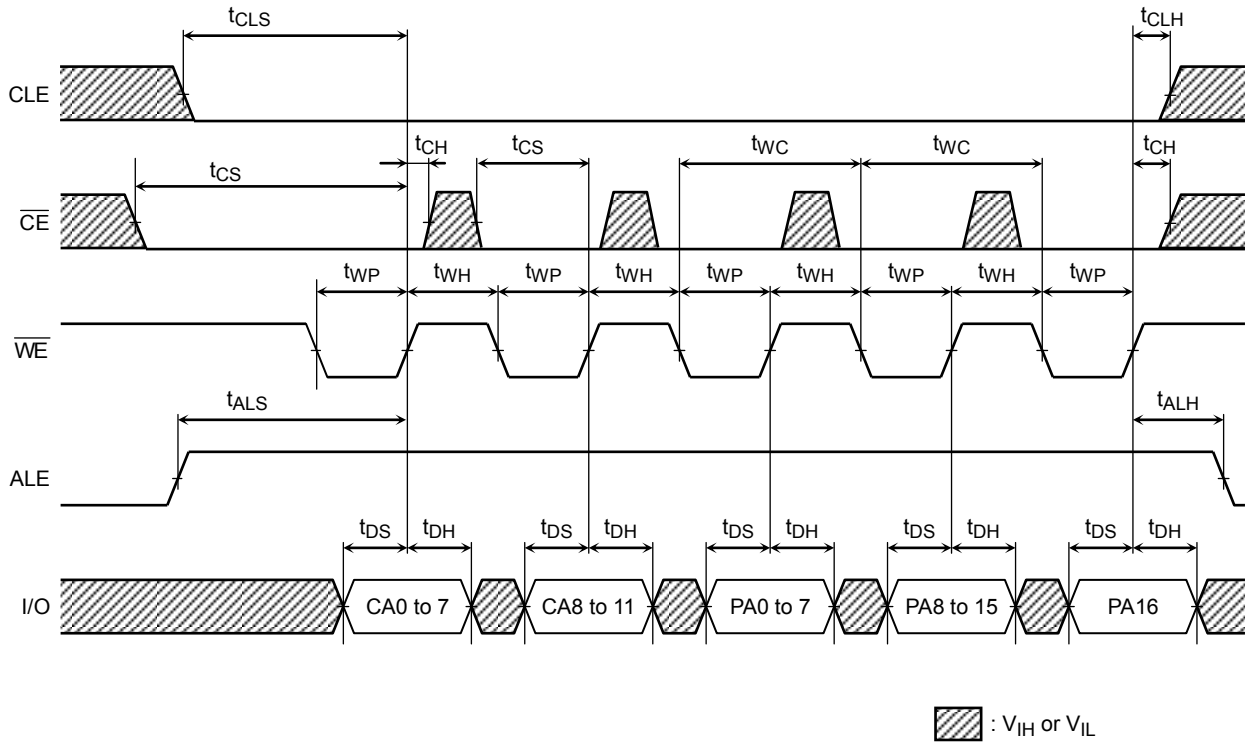 tCLS
tCLH
CLE
tCH
tCS
tWC
tWC
tCH
tCS
CE
tWP
tWH
tWP
tWH
tWP
tWH
tWP
tWH
tWP
WE
tALS
tALH
ALE
tDS
tDH
tDS
tDH
tDS
tDH
tDS
tDH
tDS
tDH
I/O
CA0 to 7
CA8 to 11
PA0 to 7
PA8 to 15
PA16
: VIH or VIL